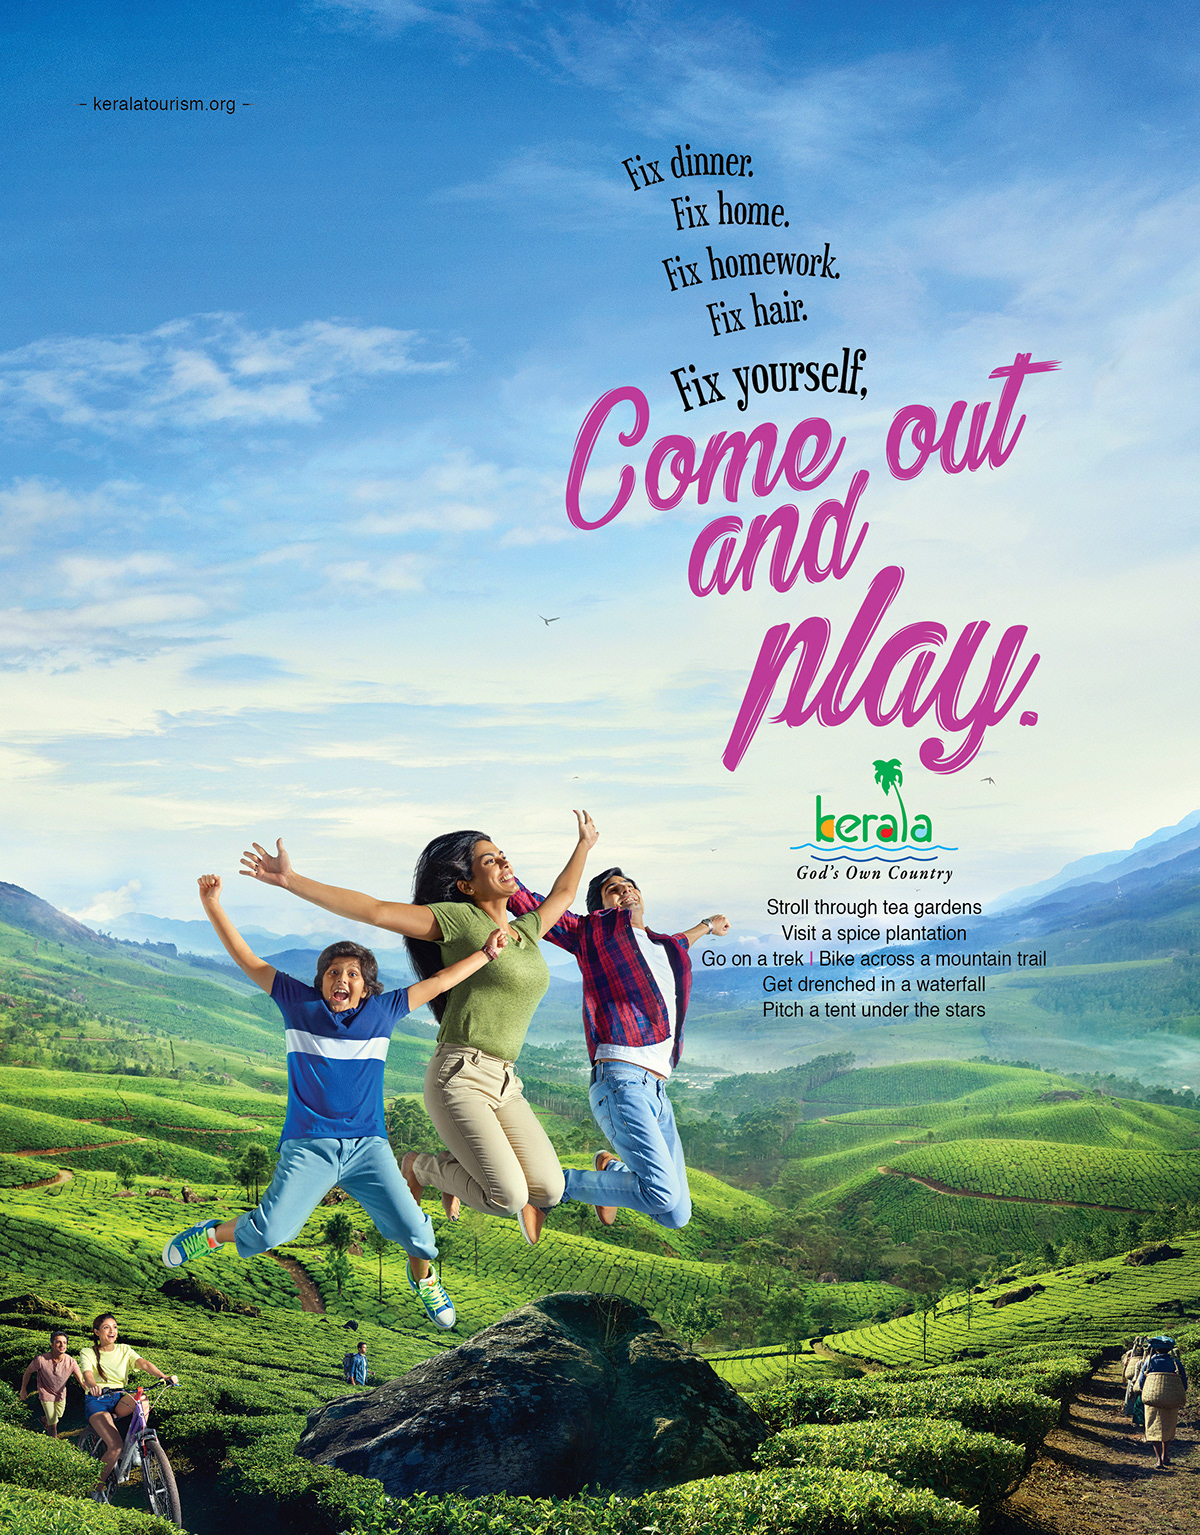 – keralatourism.org –
Fix dinner.
Fix home.
Fix homework.
Fix hair.
Fix yourself,
Come out
and
play.
kerala
God's Own Country
Stroll through tea gardens
Visit a spice plantation
Go on a trek | Bike across a mountain trail
Get drenched in a waterfall
Pitch a tent under the stars